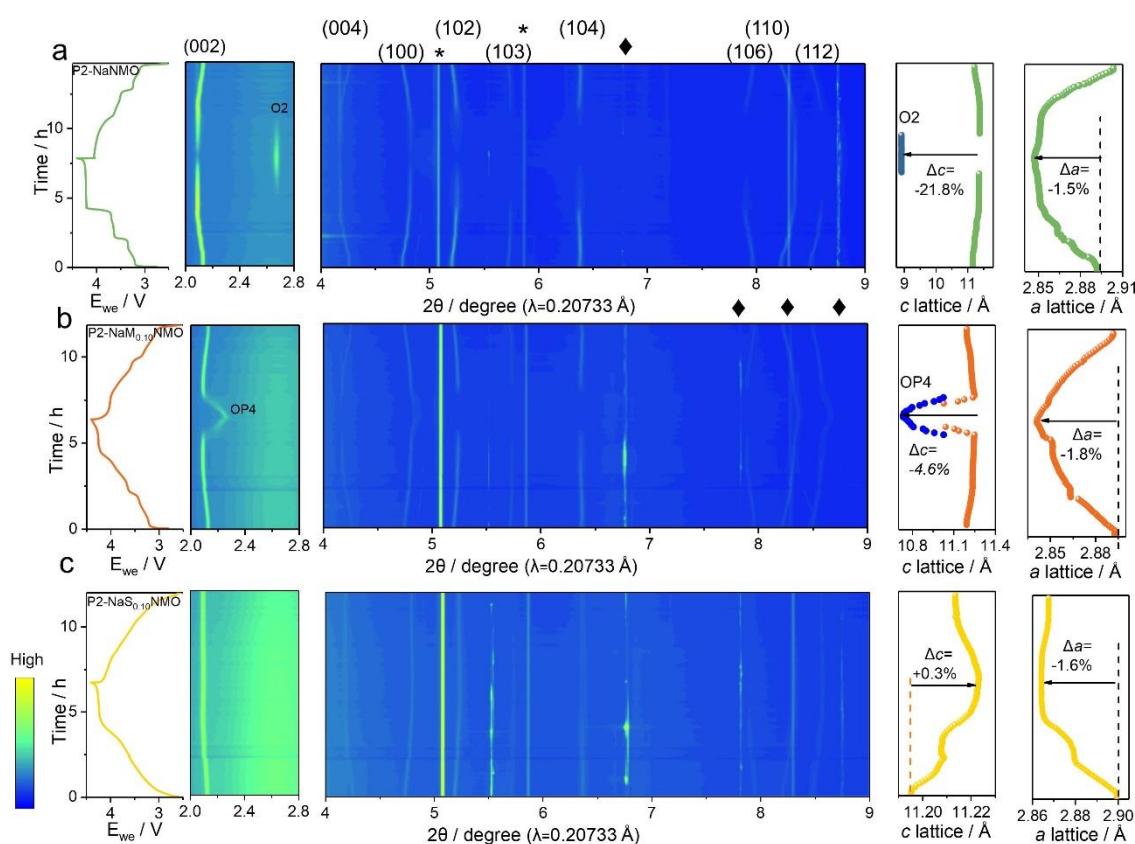 (004) (102) * (104) (110)
a (002) (100) * (103) ♦ (106) (112)
P2-NaNMO
O2
O2
Δc=
-21.8%
Δa=
-1.5%
Time / h
10
5
0
4 3
E_we / V
2.0 2.4 2.8
4 5 6 7 8 9
2θ / degree (λ=0.20733 Å)
9 10 11
c lattice / Å
2.85 2.88 2.91
a lattice / Å
b ♦ ♦ ♦
P2-NaM_0.10NMO
OP4
OP4
Δc=
-4.6%
Δa=
-1.8%
Time / h
10
5
0
4 3
E_we / V
2.0 2.4 2.8
4 5 6 7 8 9
2θ / degree (λ=0.20733 Å)
10.8 11.1 11.4
c lattice / Å
2.85 2.88
a lattice / Å
c
P2-NaS_0.10NMO
Δc=
+0.3%
Δa=
-1.6%
High
Time / h
10
5
0
4 3
E_we / V
2.0 2.4 2.8
4 5 6 7 8 9
2θ / degree (λ=0.20733 Å)
11.20 11.22
c lattice / Å
2.86 2.88 2.90
a lattice / Å